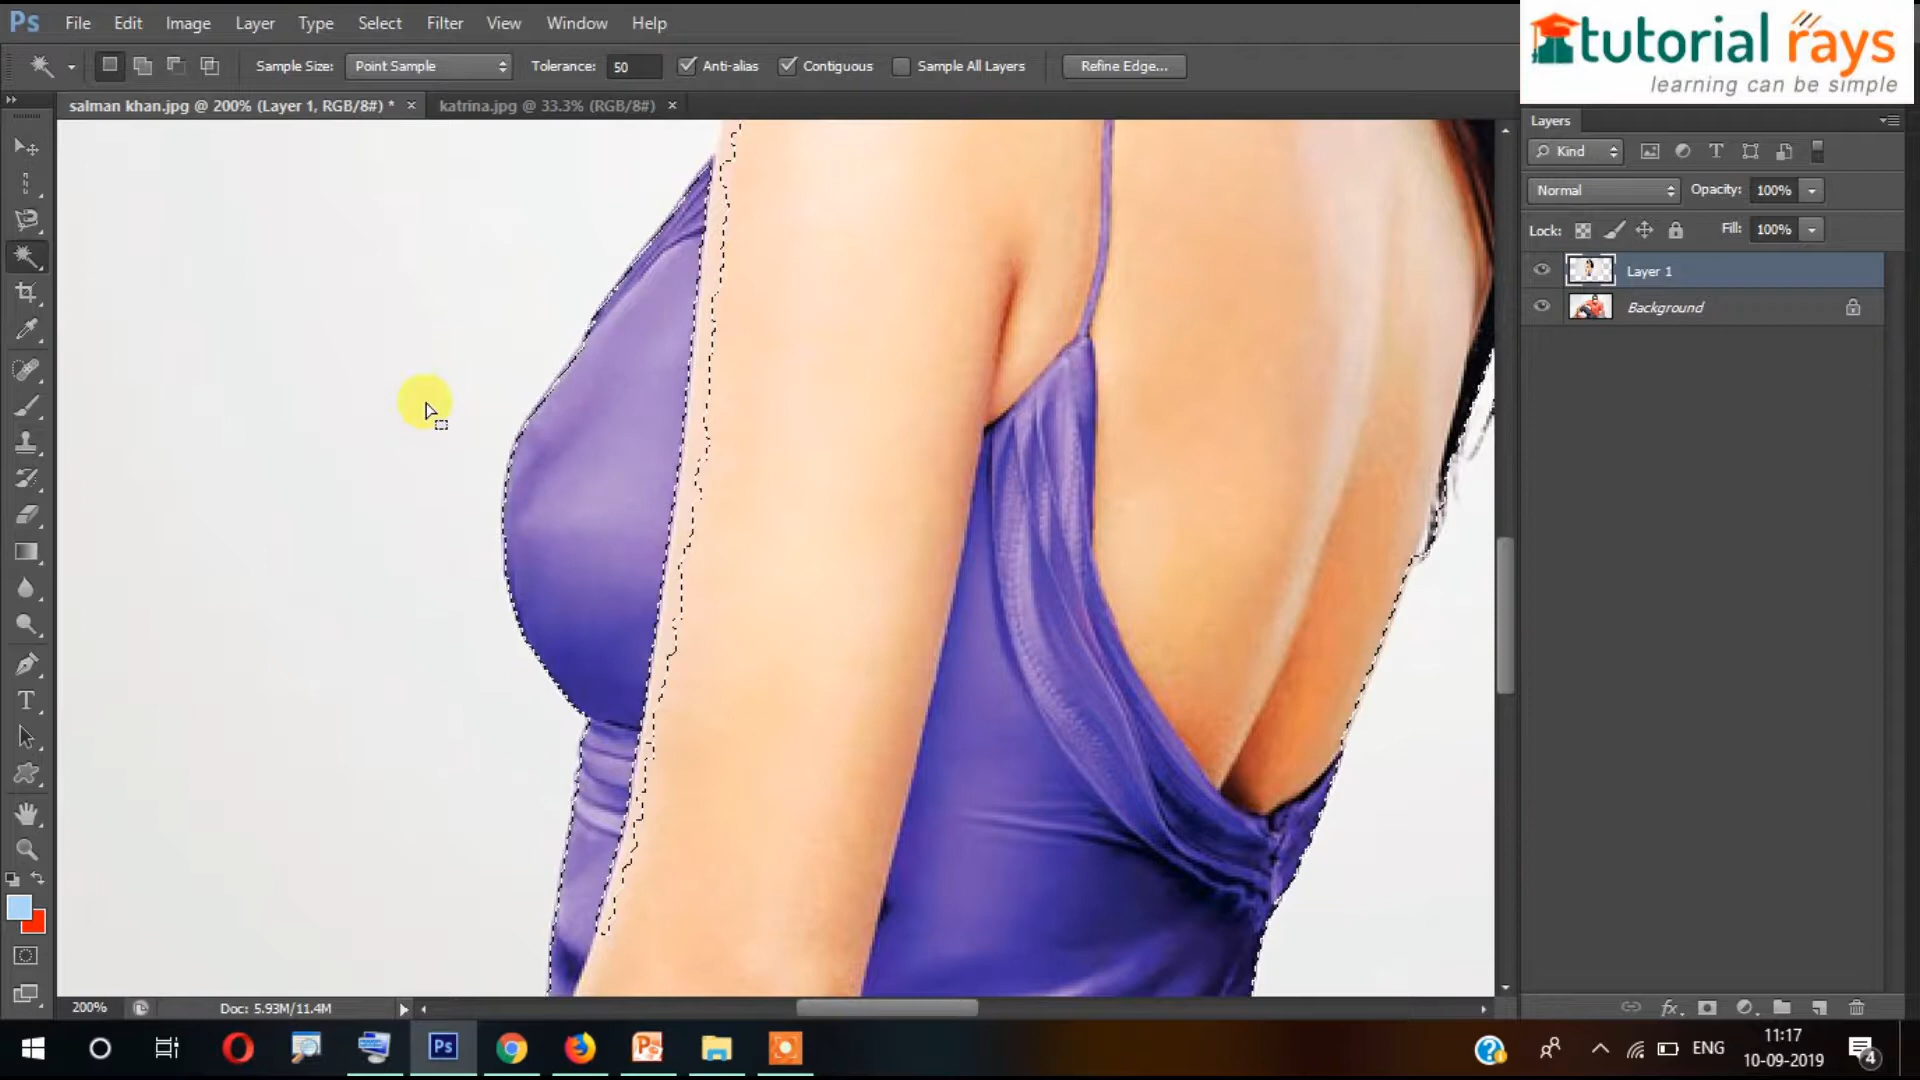 Ps File Edit Image Layer Type Select Filter View Window Help
tutorial rays
learning can be simple
Sample Size: Point Sample Tolerance: 50 Anti-alias Contiguous Sample All Layers Refine Edge...
salman khan.jpg @ 200% (Layer 1, RGB/8#) * × katrina.jpg @ 33.3% (RGB/8#) ×
Layers
Kind
Normal Opacity: 100%
Lock: Fill: 100%
Layer 1
Background
200% Doc: 5.93M/11.4M
Ps
ENG
11:17
10-09-2019
4